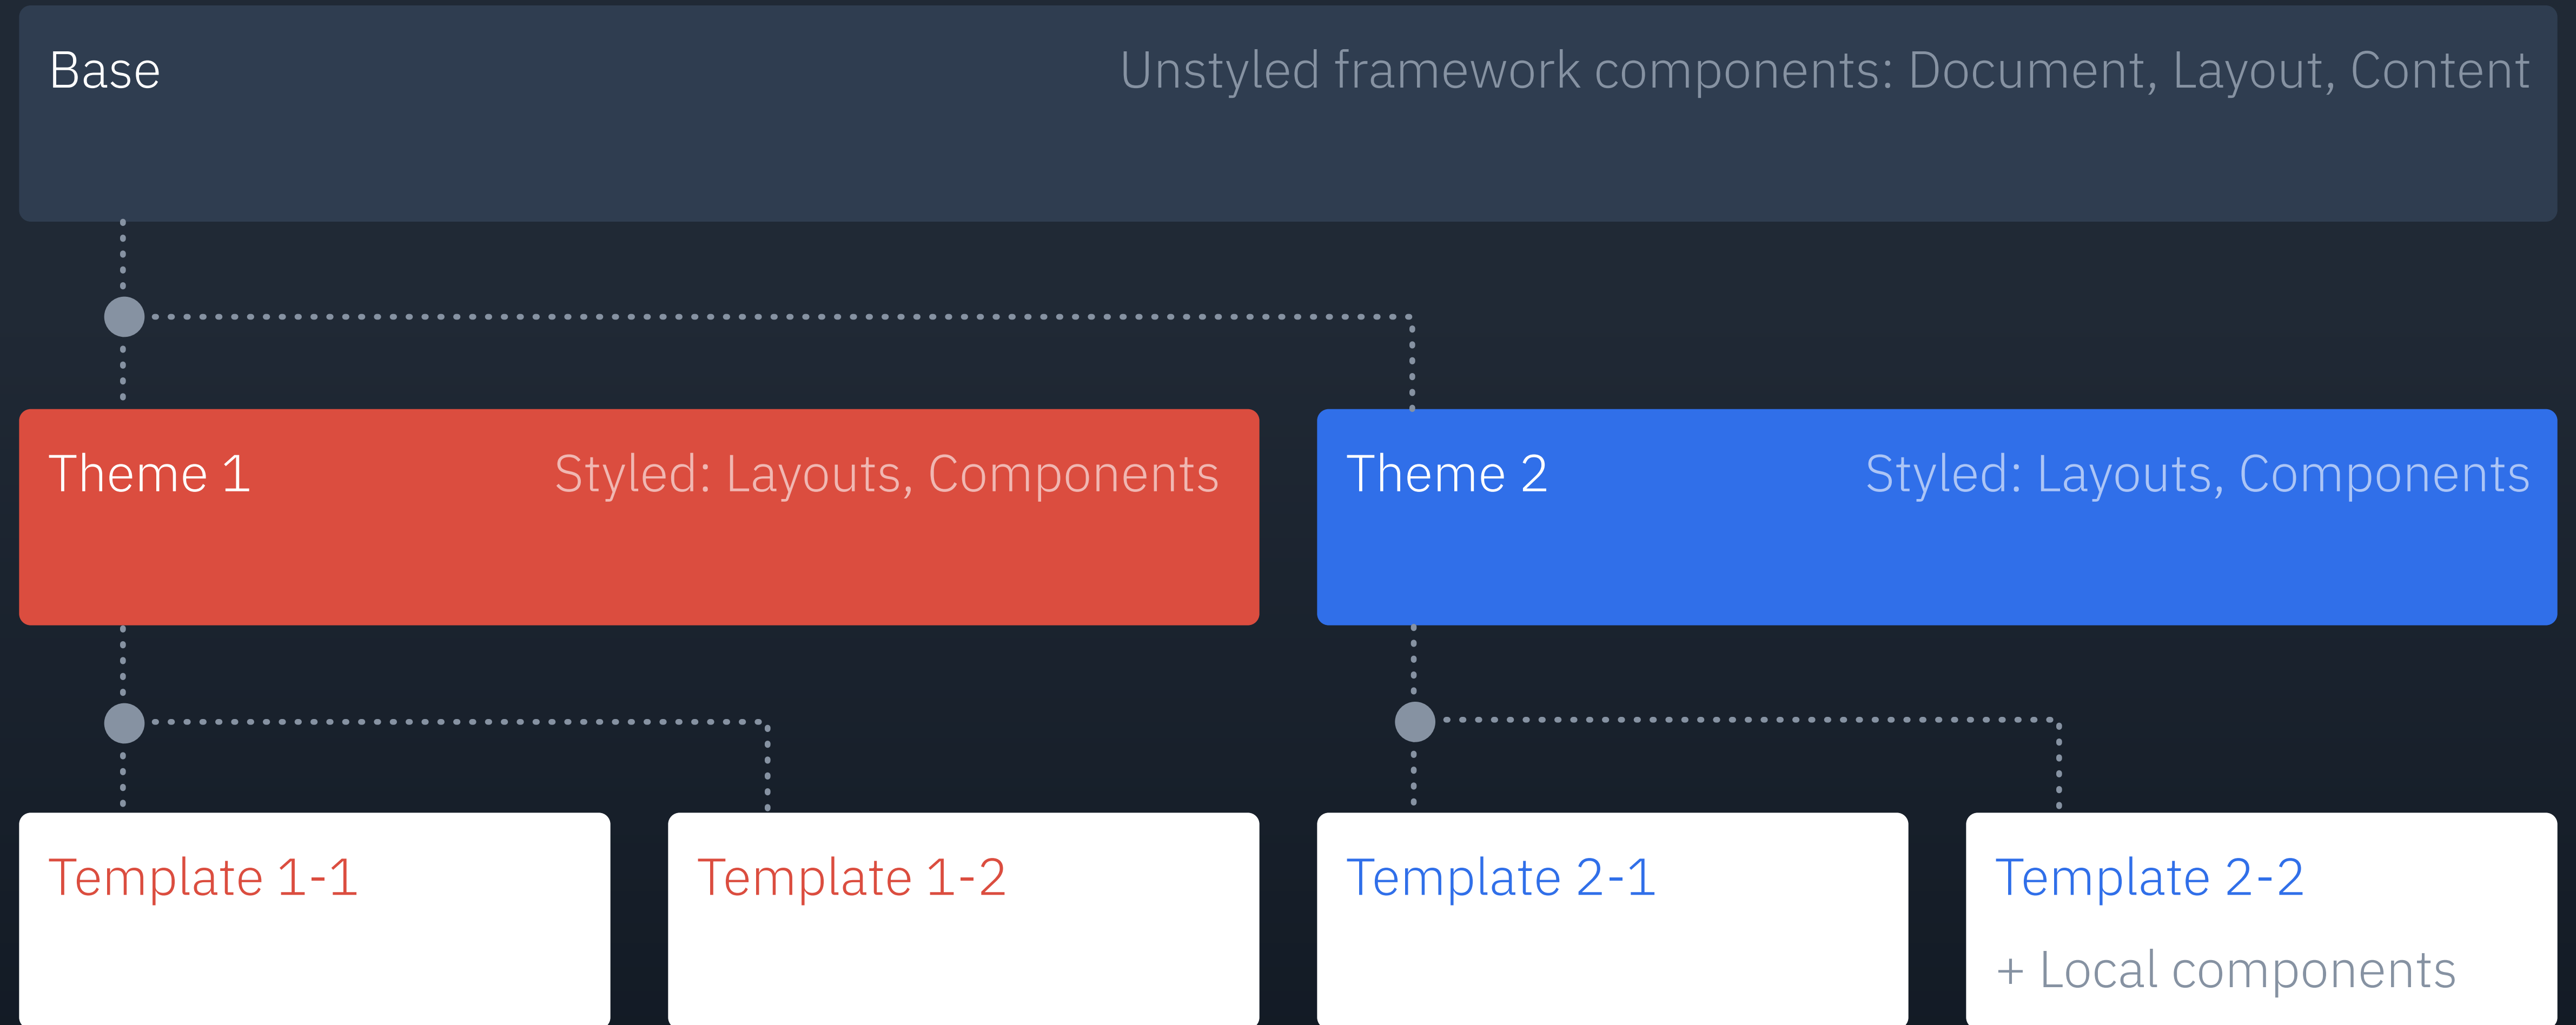 Base
Unstyled framework components: Document, Layout, Content
Theme 1
Styled: Layouts, Components
Theme 2
Styled: Layouts, Components
Template 1-1
Template 1-2
Template 2-1
Template 2-2
+ Local components